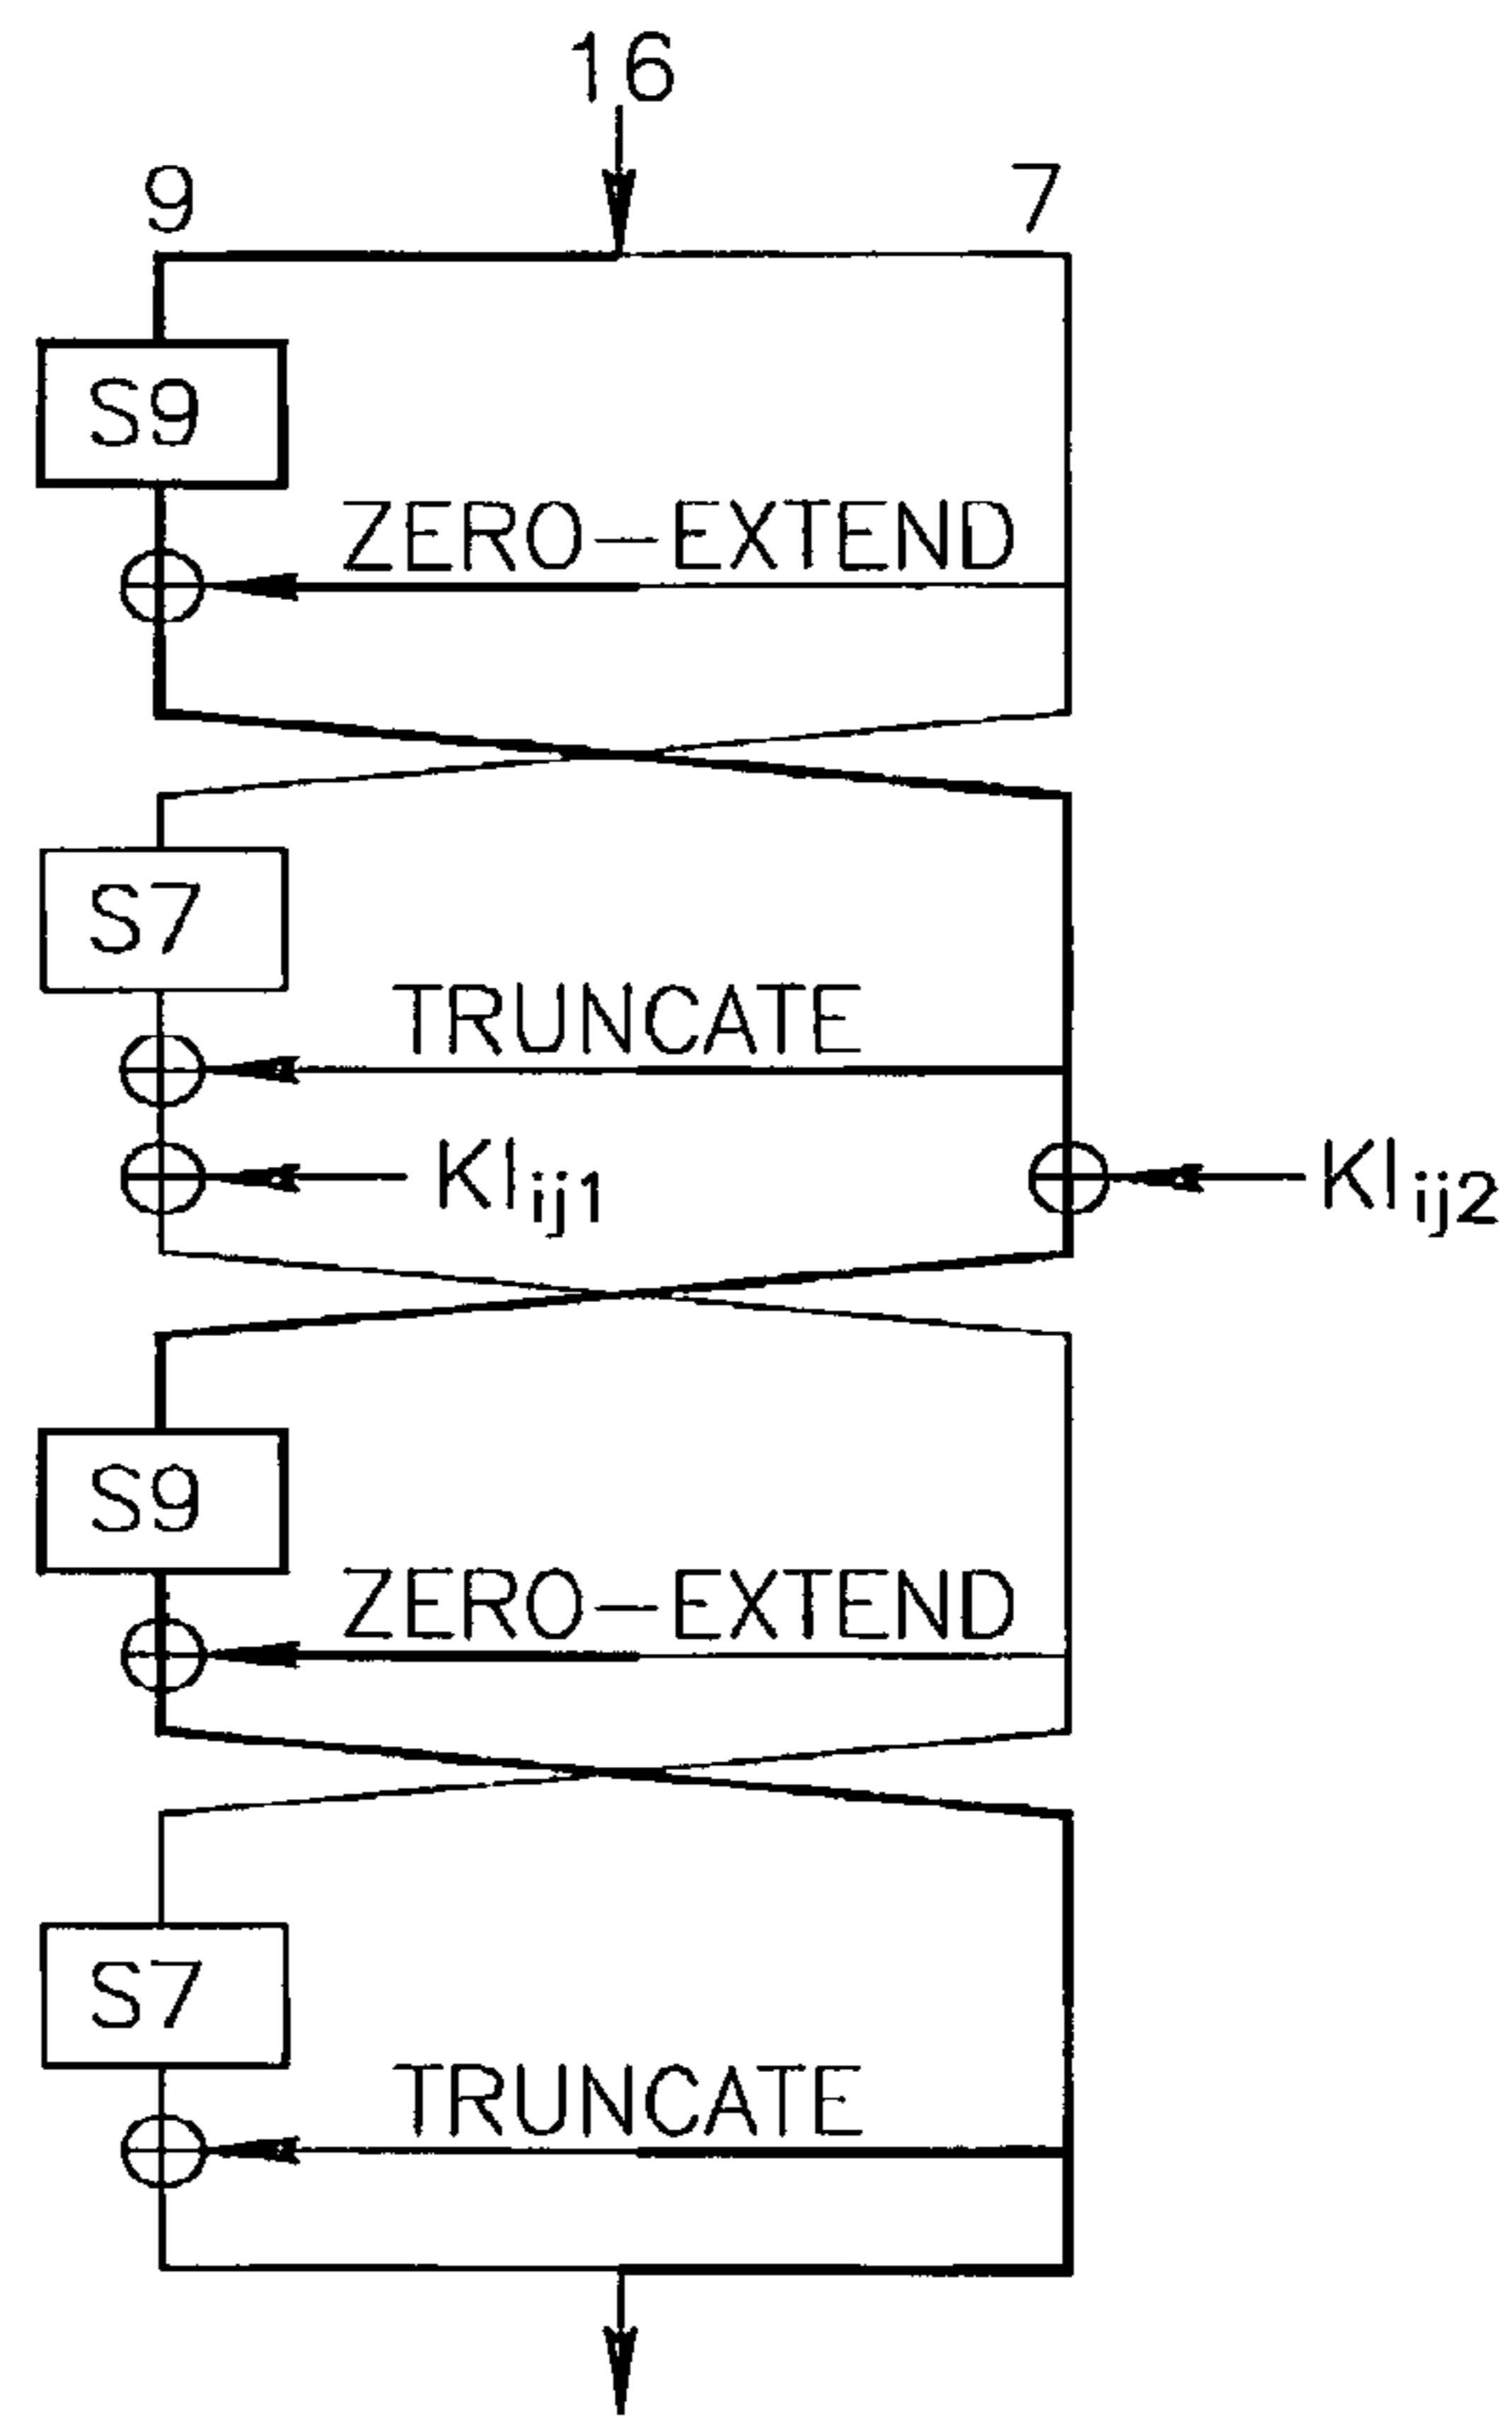 16
9 7
S9
ZERO-EXTEND
S7
TRUNCATE
KIij1 KIij2
S9
ZERO-EXTEND
S7
TRUNCATE